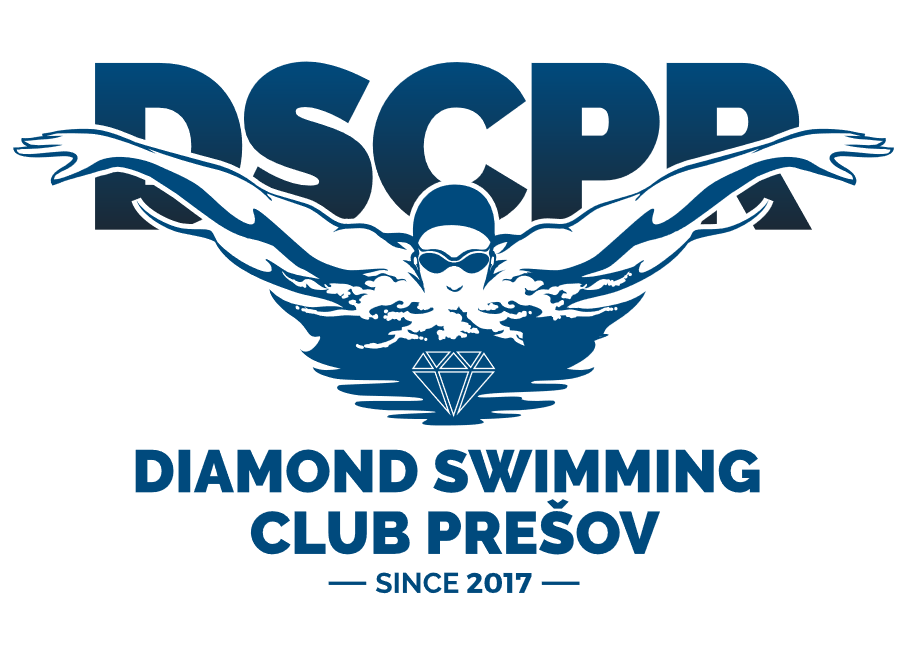 DSCPR
DIAMOND SWIMMING
CLUB PREŠOV
SINCE 2017